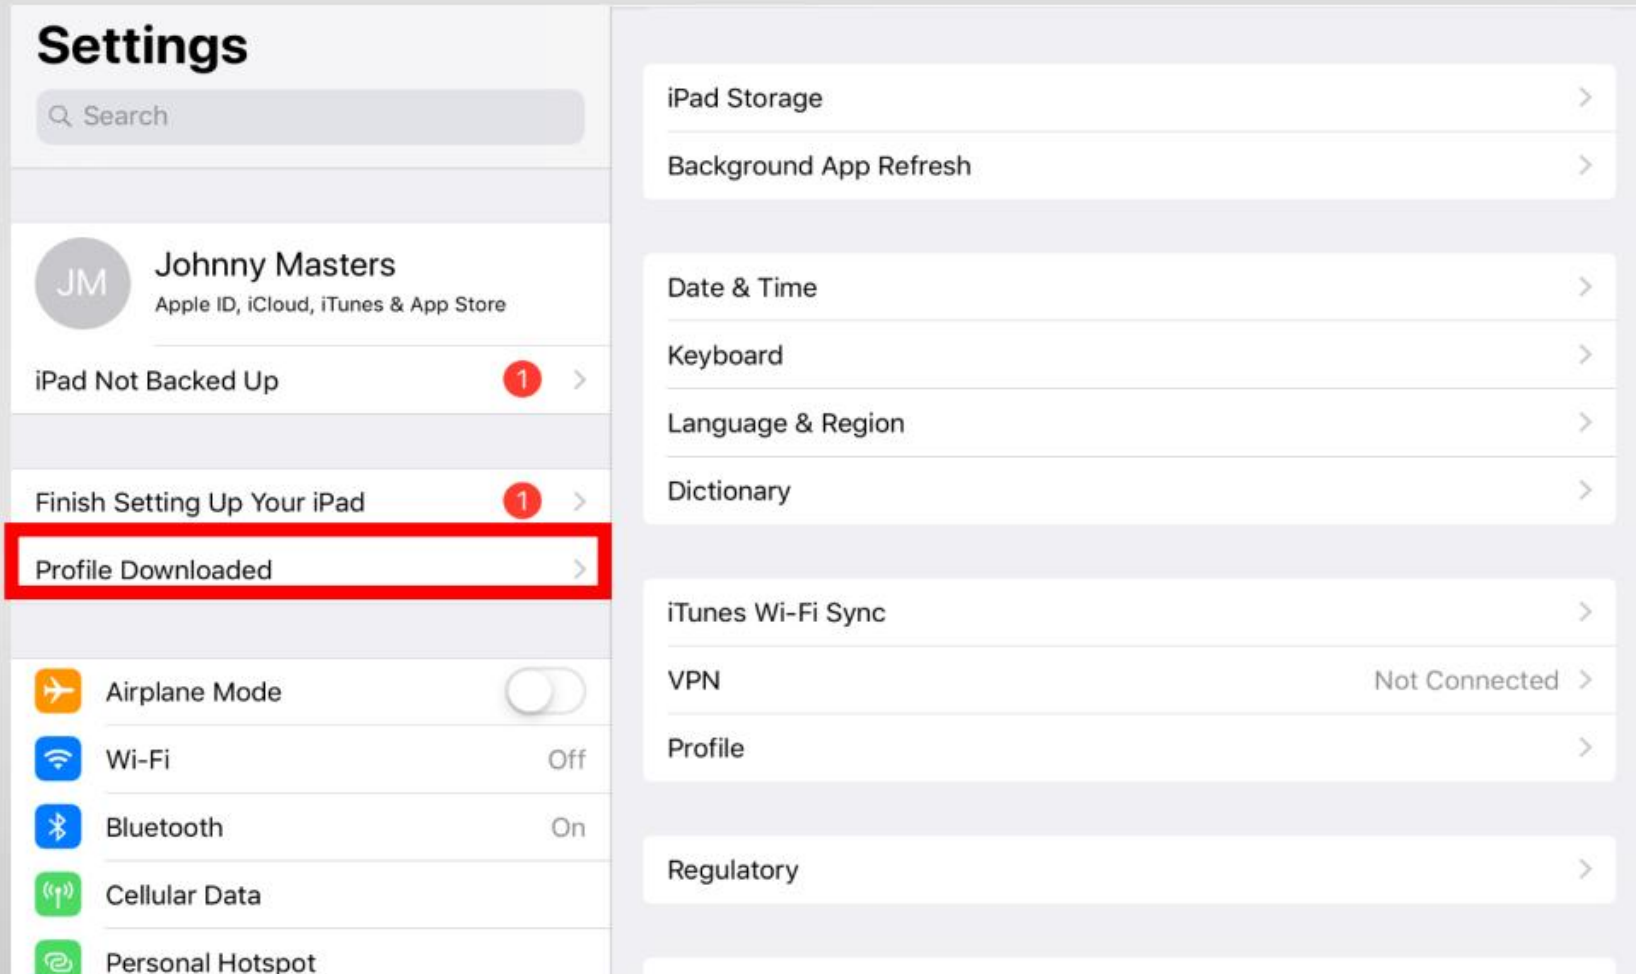 Settings
Search
JM
Johnny Masters
Apple ID, iCloud, iTunes & App Store
iPad Not Backed Up 1
Finish Setting Up Your iPad 1
Profile Downloaded
Airplane Mode
Wi-Fi Off
Bluetooth On
Cellular Data
Personal Hotspot
iPad Storage
Background App Refresh
Date & Time
Keyboard
Language & Region
Dictionary
iTunes Wi-Fi Sync
VPN Not Connected
Profile
Regulatory